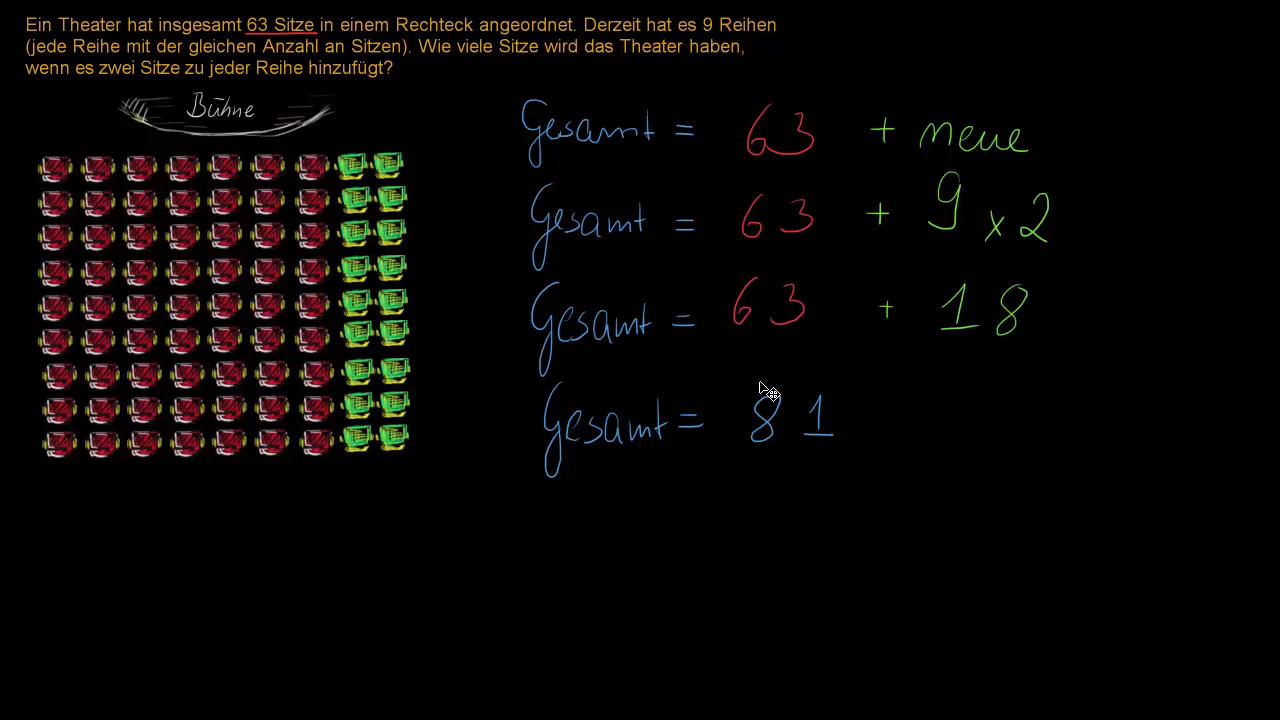 Ein Theater hat insgesamt 63 Sitze in einem Rechteck angeordnet. Derzeit hat es 9 Reihen
(jede Reihe mit der gleichen Anzahl an Sitzen). Wie viele Sitze wird das Theater haben,
wenn es zwei Sitze zu jeder Reihe hinzufügt?
Bühne
Gesamt = 63 + neue
Gesamt = 63 + 9 x 2
Gesamt = 63 + 18
Gesamt = 81